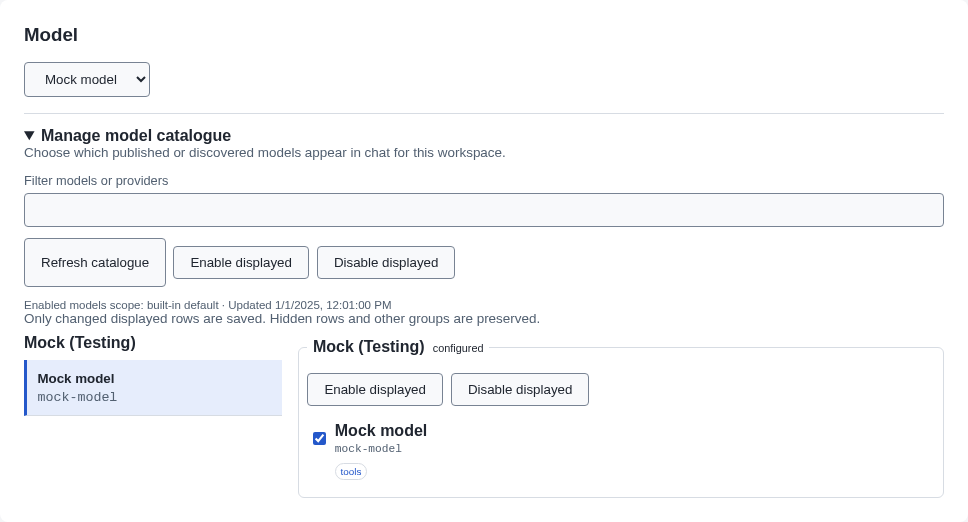 Model
Mock model
Manage model catalogue
Choose which published or discovered models appear in chat for this workspace.
Filter models or providers
Refresh catalogue
Enable displayed
Disable displayed
Enabled models scope: built-in default · Updated 1/1/2025, 12:01:00 PM
Only changed displayed rows are saved. Hidden rows and other groups are preserved.
Mock (Testing)
Mock model
mock-model
Mock (Testing) configured
Enable displayed
Disable displayed
Mock model
mock-model
tools